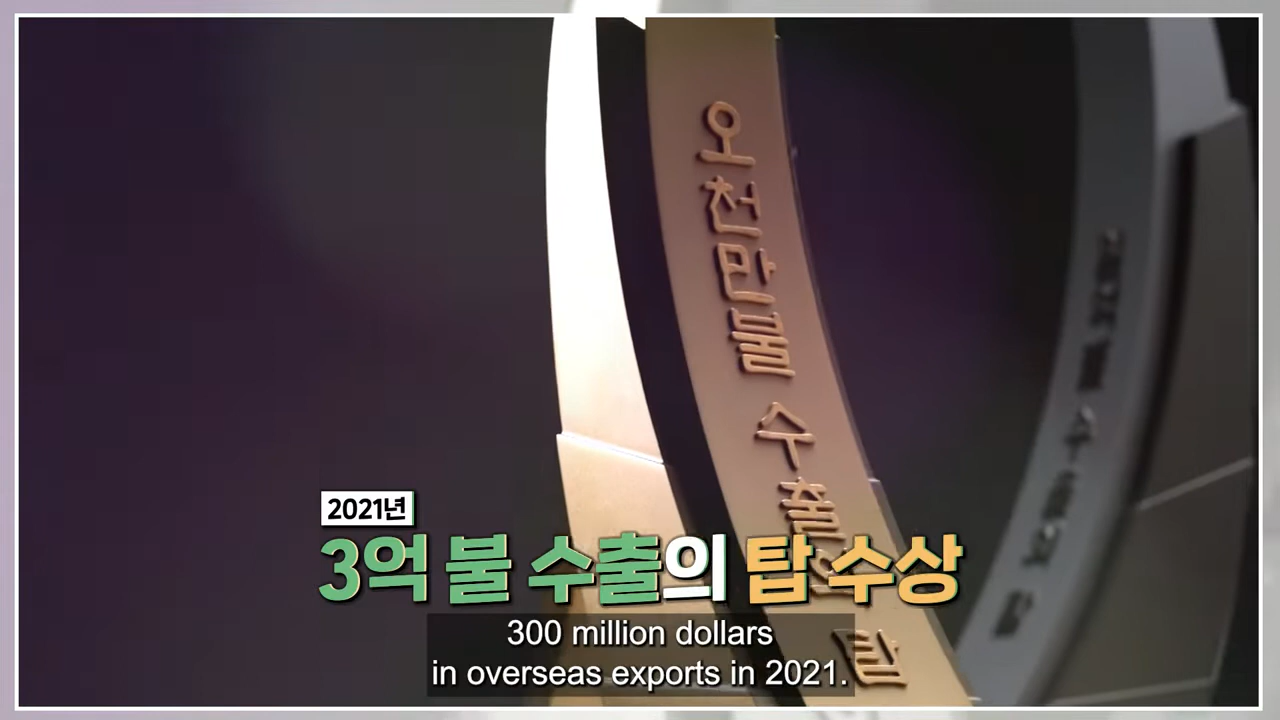 오천만불 수출의 탑
2021년
3억 불 수출의 탑 수상
300 million dollars
in overseas exports in 2021.